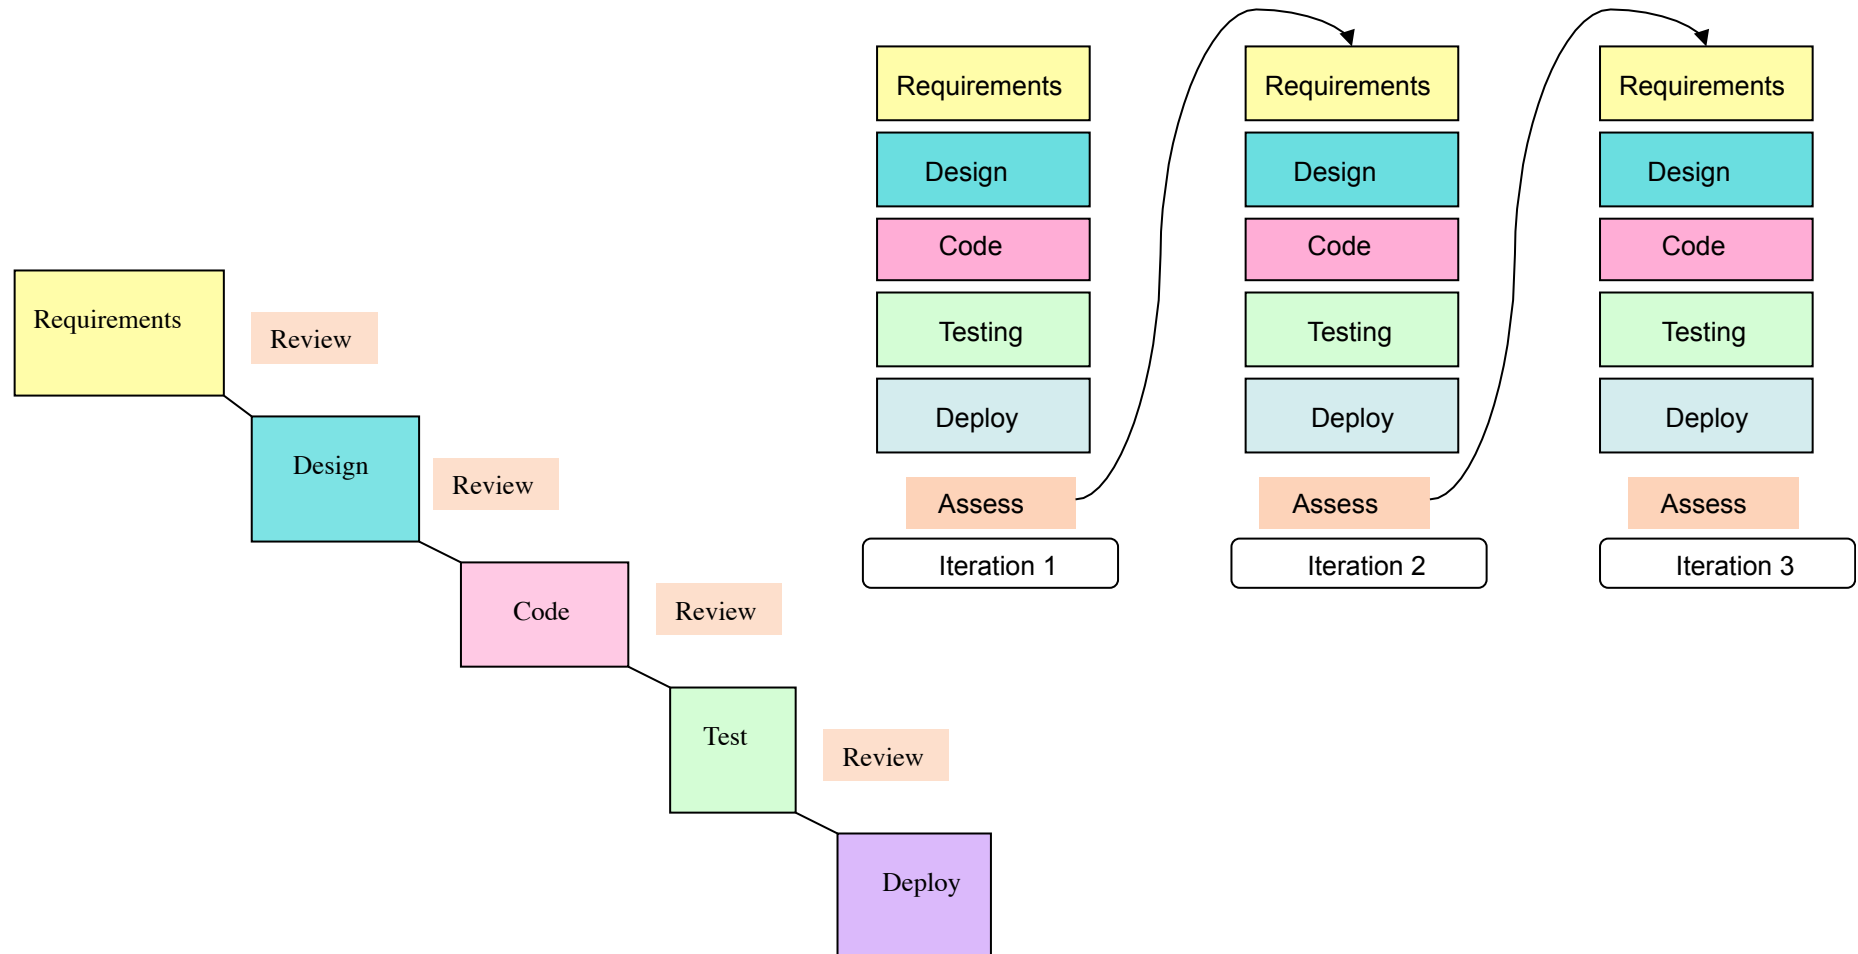 Requirements
Review
Design
Review
Code
Review
Test
Review
Deploy
Requirements
Design
Code
Testing
Deploy
Assess
Iteration 1
Requirements
Design
Code
Testing
Deploy
Assess
Iteration 2
Requirements
Design
Code
Testing
Deploy
Assess
Iteration 3